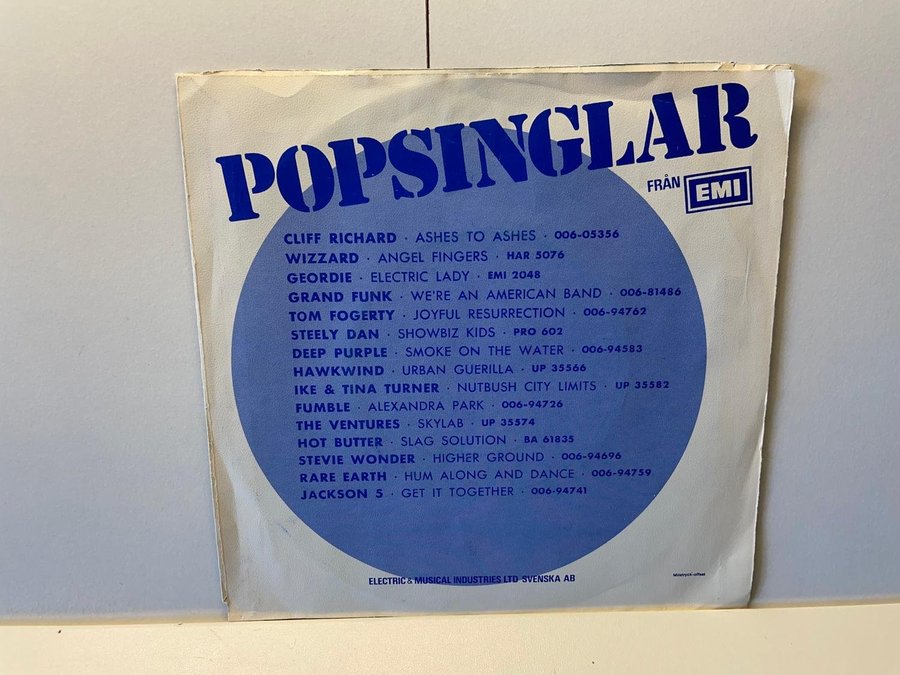 POPSINGLAR
FRÅN EMI
CLIFF RICHARD · ASHES TO ASHES · 006-05356
WIZZARD · ANGEL FINGERS · HAR 5076
GEORDIE · ELECTRIC LADY · EMI 2048
GRAND FUNK · WE'RE AN AMERICAN BAND · 006-81486
TOM FOGERTY · JOYFUL RESURRECTION · 006-94762
STEELY DAN · SHOWBIZ KIDS · PRO 602
DEEP PURPLE · SMOKE ON THE WATER · 006-94583
HAWKWIND · URBAN GUERILLA · UP 35566
IKE & TINA TURNER · NUTBUSH CITY LIMITS · UP 35582
FUMBLE · ALEXANDRA PARK · 006-94726
THE VENTURES · SKYLAB · UP 35574
HOT BUTTER · SLAG SOLUTION · BA 61835
STEVIE WONDER · HIGHER GROUND · 006-94696
RARE EARTH · HUM ALONG AND DANCE · 006-94759
JACKSON 5 · GET IT TOGETHER · 006-94741
ELECTRIC & MUSICAL INDUSTRIES LTD SVENSKA AB